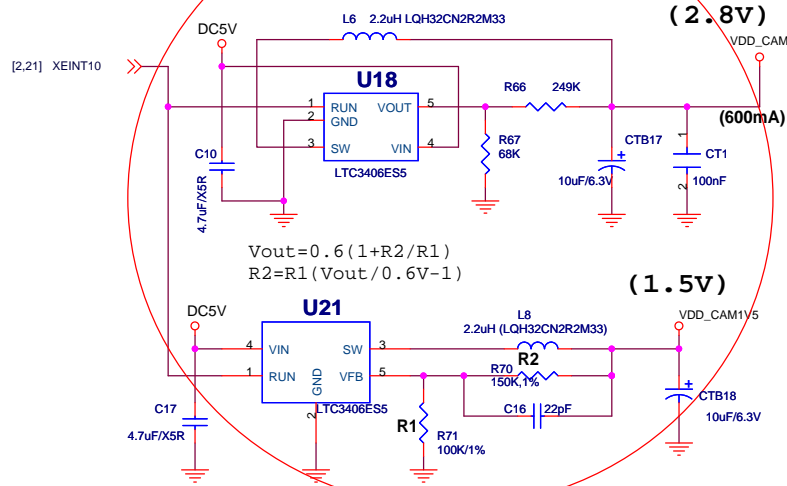 (2.8V)
L6 2.2uH LQH32CN2R2M33
DC5V
VDD_CAM
[2,21] XEINT10
U18
R66 249K
1 RUN VOUT 5
2 GND
3 SW VIN 4
LTC3406ES5
(600mA)
R67
68K
CTB17
10uF/6.3V
1
CT1
100nF
2
C10
4.7uF/X5R
Vout=0.6(1+R2/R1)
R2=R1(Vout/0.6V-1)
(1.5V)
DC5V
U21
L8
2.2uH (LQH32CN2R2M33)
VDD_CAM1V5
4 VIN SW 3
1 RUN VFB 5
GND
2
LTC3406ES5
R2
R70
150K,1%
C16 22pF
CTB18
10uF/6.3V
C17
4.7uF/X5R
R1
R71
100K/1%